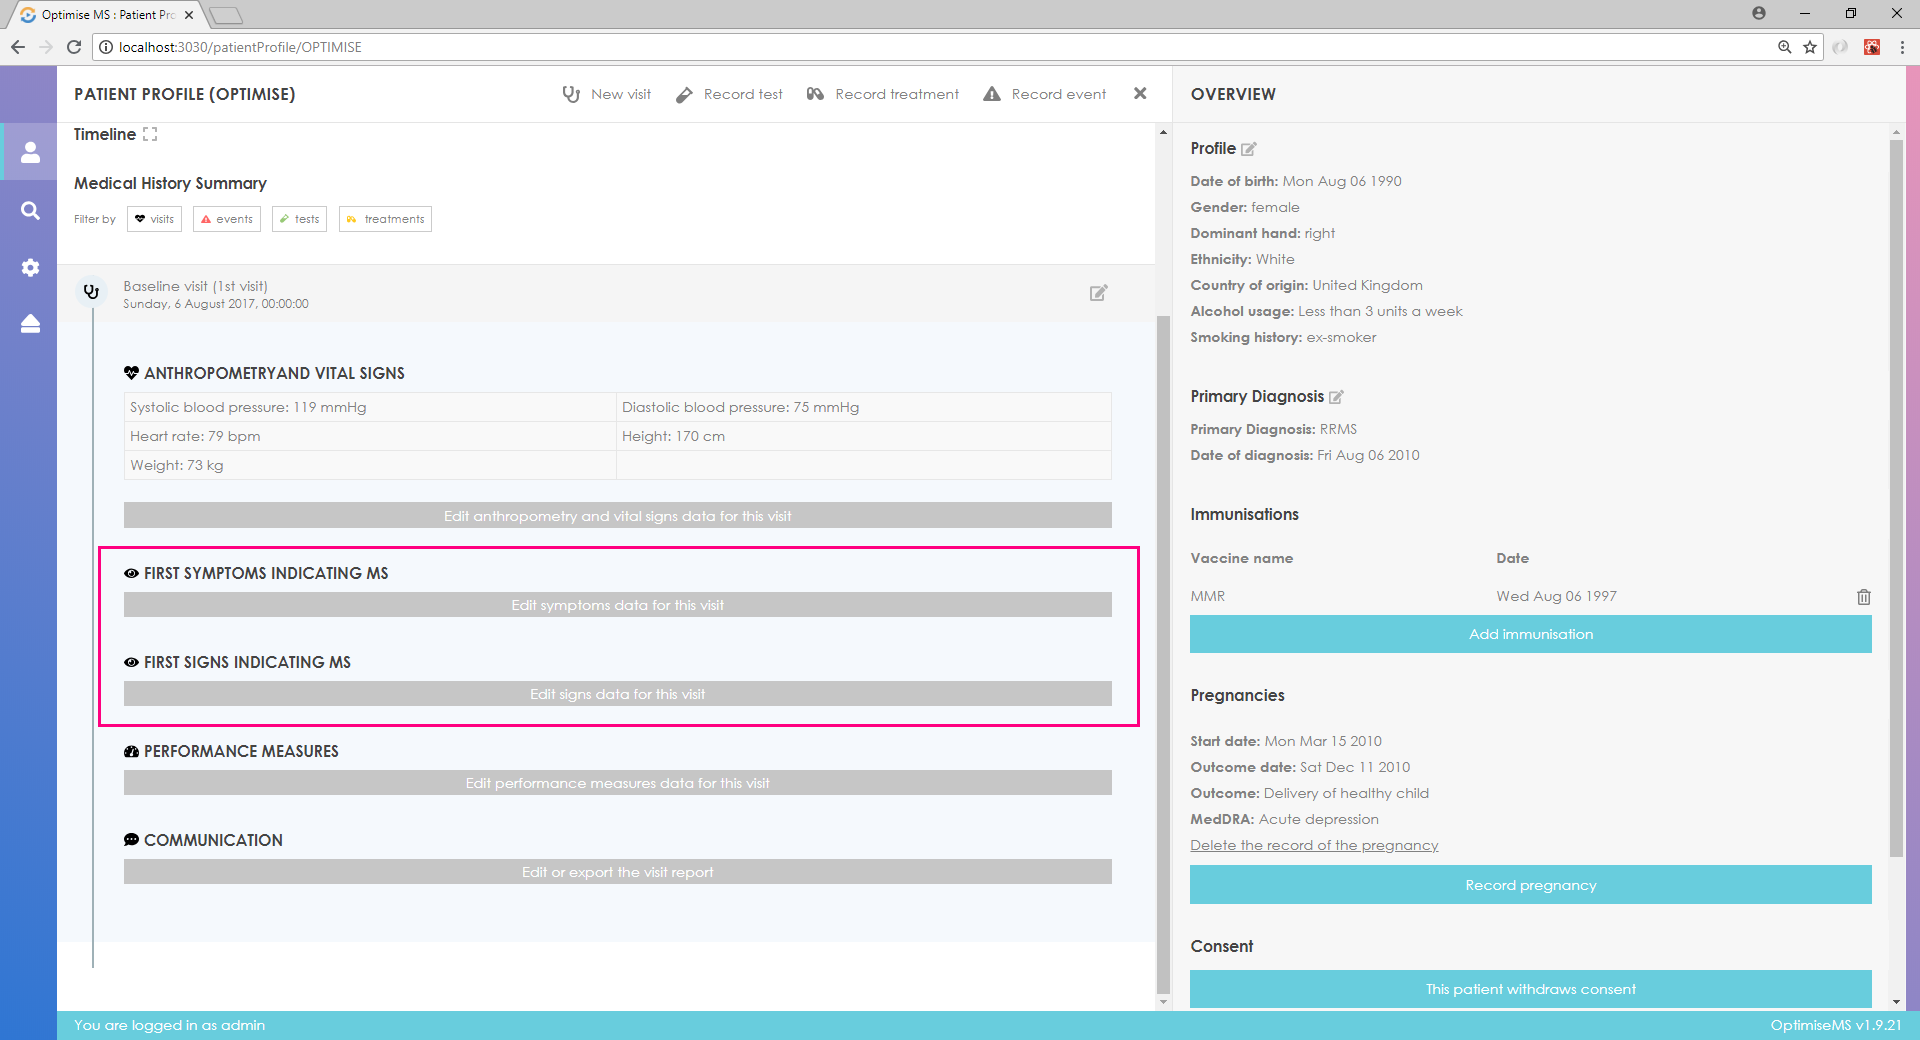 Optimise MS : Patient Pro
localhost:3030/patientProfile/OPTIMISE
PATIENT PROFILE (OPTIMISE)
New visit
Record test
Record treatment
Record event
Timeline
Medical History Summary
Filter by
visits
events
tests
treatments
Baseline visit (1st visit)
Sunday, 6 August 2017, 00:00:00
ANTHROPOMETRYAND VITAL SIGNS
Systolic blood pressure: 119 mmHg
Diastolic blood pressure: 75 mmHg
Heart rate: 79 bpm
Height: 170 cm
Weight: 73 kg
Edit anthropometry and vital signs data for this visit
FIRST SYMPTOMS INDICATING MS
Edit symptoms data for this visit
FIRST SIGNS INDICATING MS
Edit signs data for this visit
PERFORMANCE MEASURES
Edit performance measures data for this visit
COMMUNICATION
Edit or export the visit report
OVERVIEW
Profile
Date of birth: Mon Aug 06 1990
Gender: female
Dominant hand: right
Ethnicity: White
Country of origin: United Kingdom
Alcohol usage: Less than 3 units a week
Smoking history: ex-smoker
Primary Diagnosis
Primary Diagnosis: RRMS
Date of diagnosis: Fri Aug 06 2010
Immunisations
Vaccine name
Date
MMR
Wed Aug 06 1997
Add immunisation
Pregnancies
Start date: Mon Mar 15 2010
Outcome date: Sat Dec 11 2010
Outcome: Delivery of healthy child
MedDRA: Acute depression
Delete the record of the pregnancy
Record pregnancy
Consent
This patient withdraws consent
You are logged in as admin
OptimiseMS v1.9.21